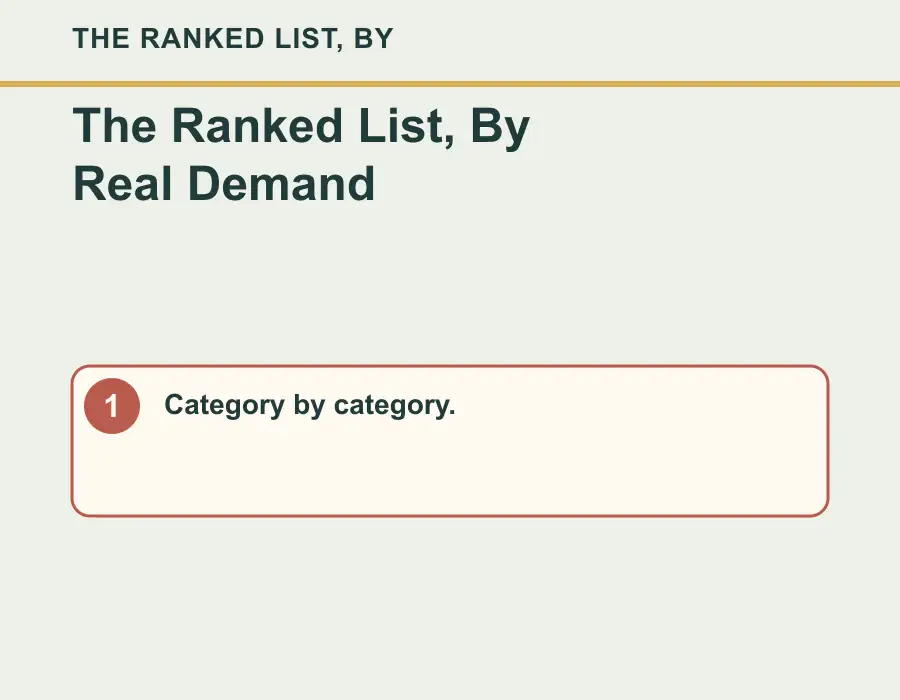 THE RANKED LIST, BY
The Ranked List, By
Real Demand
1
Category by category.